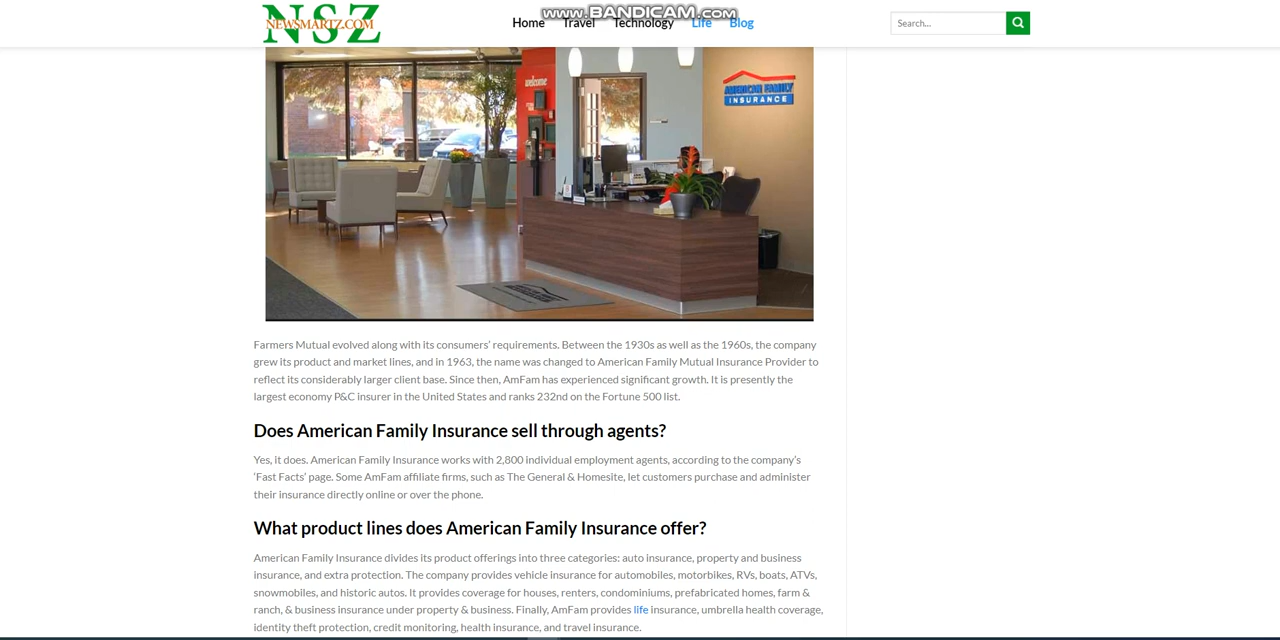 www.BANDICAM.com
NSZ
NEWSMARTZ.COM
Home Travel Technology Life Blog
Search...
welcome
AMERICAN FAMILY
INSURANCE
Farmers Mutual evolved along with its consumers' requirements. Between the 1930s as well as the 1960s, the company
grew its product and market lines, and in 1963, the name was changed to American Family Mutual Insurance Provider to
reflect its considerably larger client base. Since then, AmFam has experienced significant growth. It is presently the
largest economy P&C insurer in the United States and ranks 232nd on the Fortune 500 list.
Does American Family Insurance sell through agents?
Yes, it does. American Family Insurance works with 2,800 individual employment agents, according to the company's
'Fast Facts' page. Some AmFam affiliate firms, such as The General & Homesite, let customers purchase and administer
their insurance directly online or over the phone.
What product lines does American Family Insurance offer?
American Family Insurance divides its product offerings into three categories: auto insurance, property and business
insurance, and extra protection. The company provides vehicle insurance for automobiles, motorbikes, RVs, boats, ATVs,
snowmobiles, and historic autos. It provides coverage for houses, renters, condominiums, prefabricated homes, farm &
ranch, & business insurance under property & business. Finally, AmFam provides life insurance, umbrella health coverage,
identity theft protection, credit monitoring, health insurance, and travel insurance.